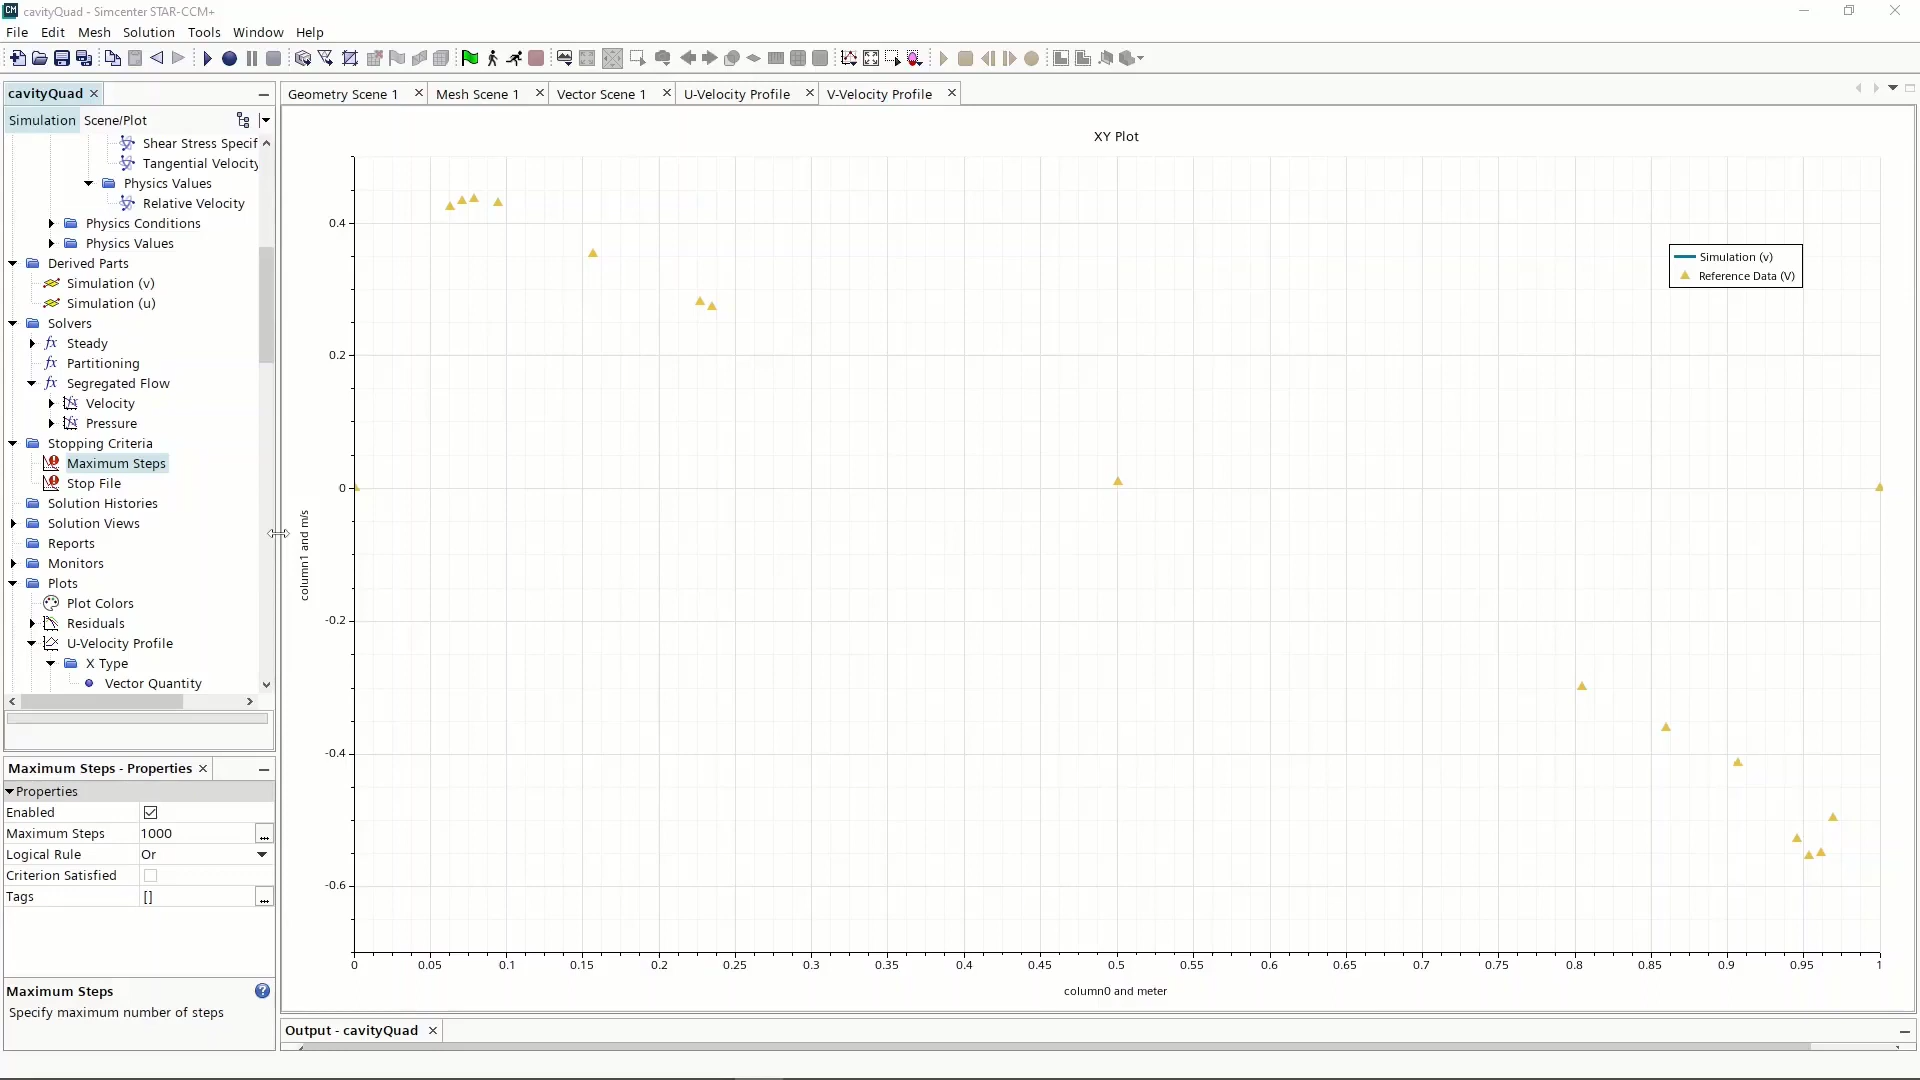 cavityQuad - Simcenter STAR-CCM+
File Edit Mesh Solution Tools Window Help
cavityQuad
Geometry Scene 1 Mesh Scene 1 Vector Scene 1 U-Velocity Profile V-Velocity Profile
Simulation Scene/Plot
Shear Stress Specif
Tangential Velocity
Physics Values
Relative Velocity
Physics Conditions
Physics Values
Derived Parts
Simulation (v)
Simulation (u)
Solvers
Steady
Partitioning
Segregated Flow
Velocity
Pressure
Stopping Criteria
Maximum Steps
Stop File
Solution Histories
Solution Views
Reports
Monitors
Plots
Plot Colors
Residuals
U-Velocity Profile
X Type
Vector Quantity
Maximum Steps - Properties
Properties
Enabled
Maximum Steps 1000 ...
Logical Rule Or
Criterion Satisfied
Tags [] ...
Maximum Steps
Specify maximum number of steps
XY Plot
Simulation (v)
Reference Data (V)
0.4
0.2
0
-0.2
-0.4
-0.6
column1 and m/s
0 0.05 0.1 0.15 0.2 0.25 0.3 0.35 0.4 0.45 0.5 0.55 0.6 0.65 0.7 0.75 0.8 0.85 0.9 0.95 1
column0 and meter
Output - cavityQuad